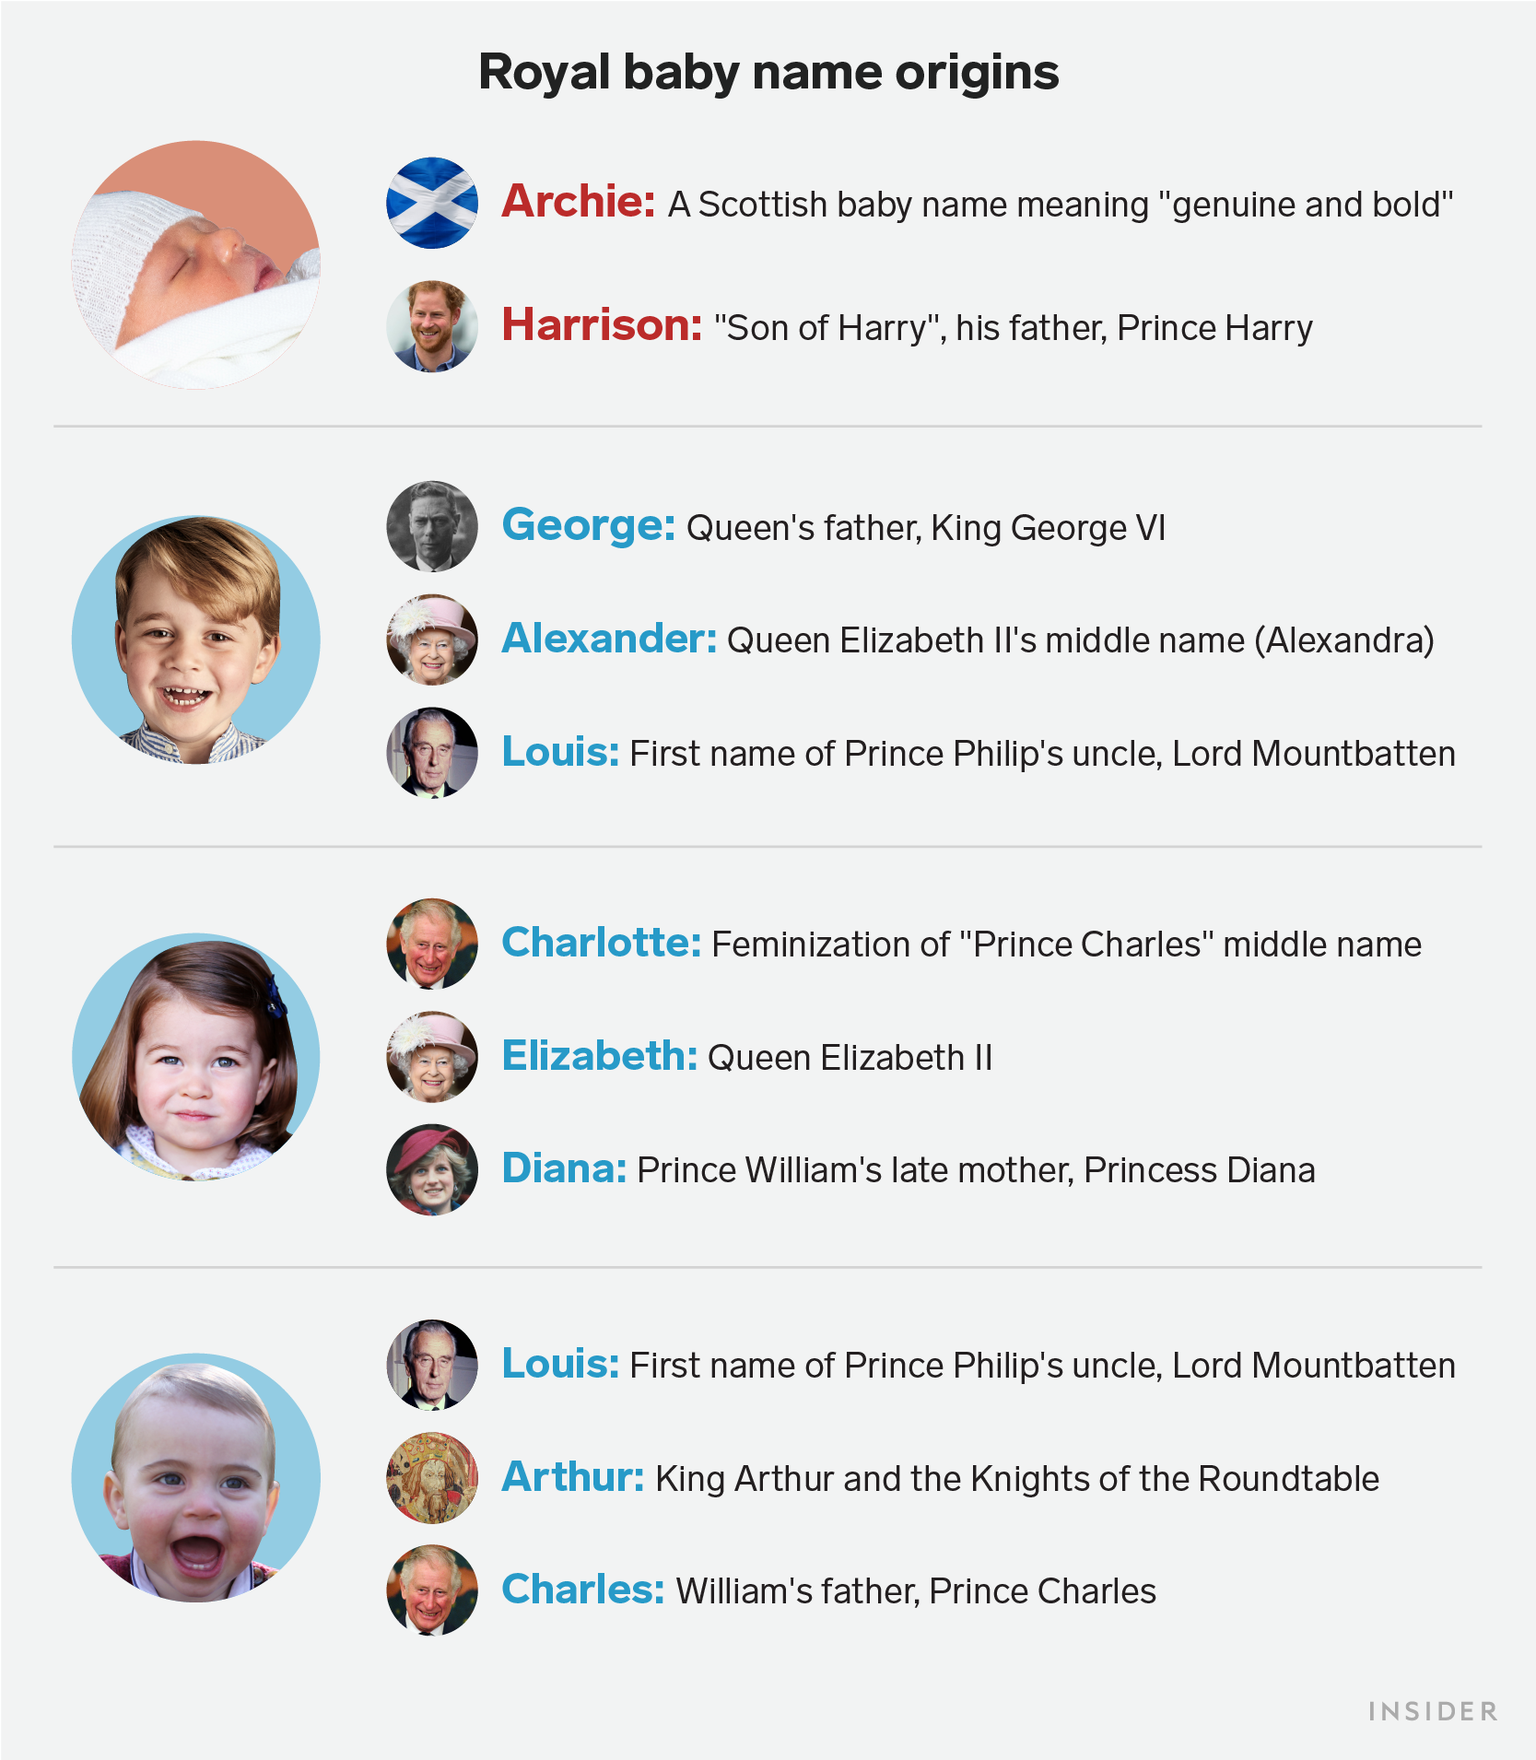 Royal baby name origins
Archie: A Scottish baby name meaning "genuine and bold"
Harrison: "Son of Harry", his father, Prince Harry
George: Queen's father, King George VI
Alexander: Queen Elizabeth II's middle name (Alexandra)
Louis: First name of Prince Philip's uncle, Lord Mountbatten
Charlotte: Feminization of "Prince Charles" middle name
Elizabeth: Queen Elizabeth II
Diana: Prince William's late mother, Princess Diana
Louis: First name of Prince Philip's uncle, Lord Mountbatten
Arthur: King Arthur and the Knights of the Roundtable
Charles: William's father, Prince Charles
INSIDER